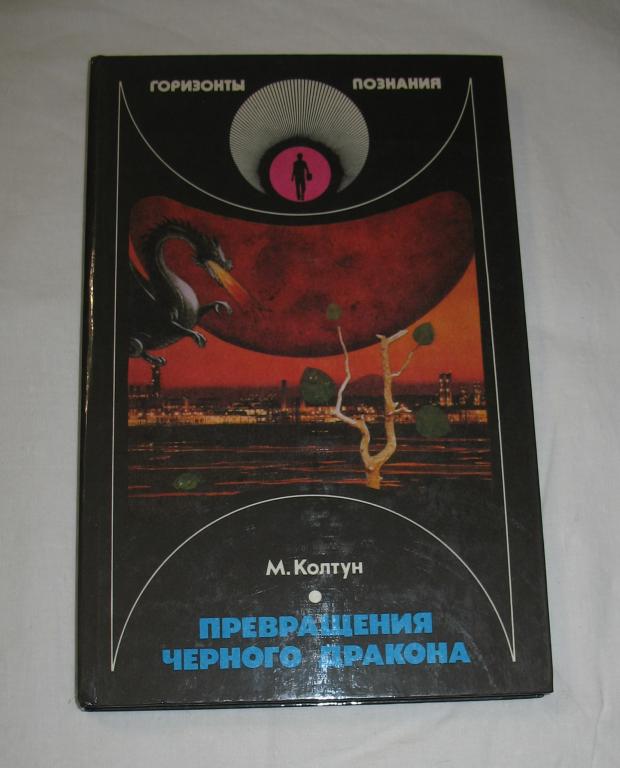 ГОРИЗОНТЫ ПОЗНАНИЯ
М. Колтун
ПРЕВРАЩЕНИЯ
ЧЕРНОГО ДРАКОНА